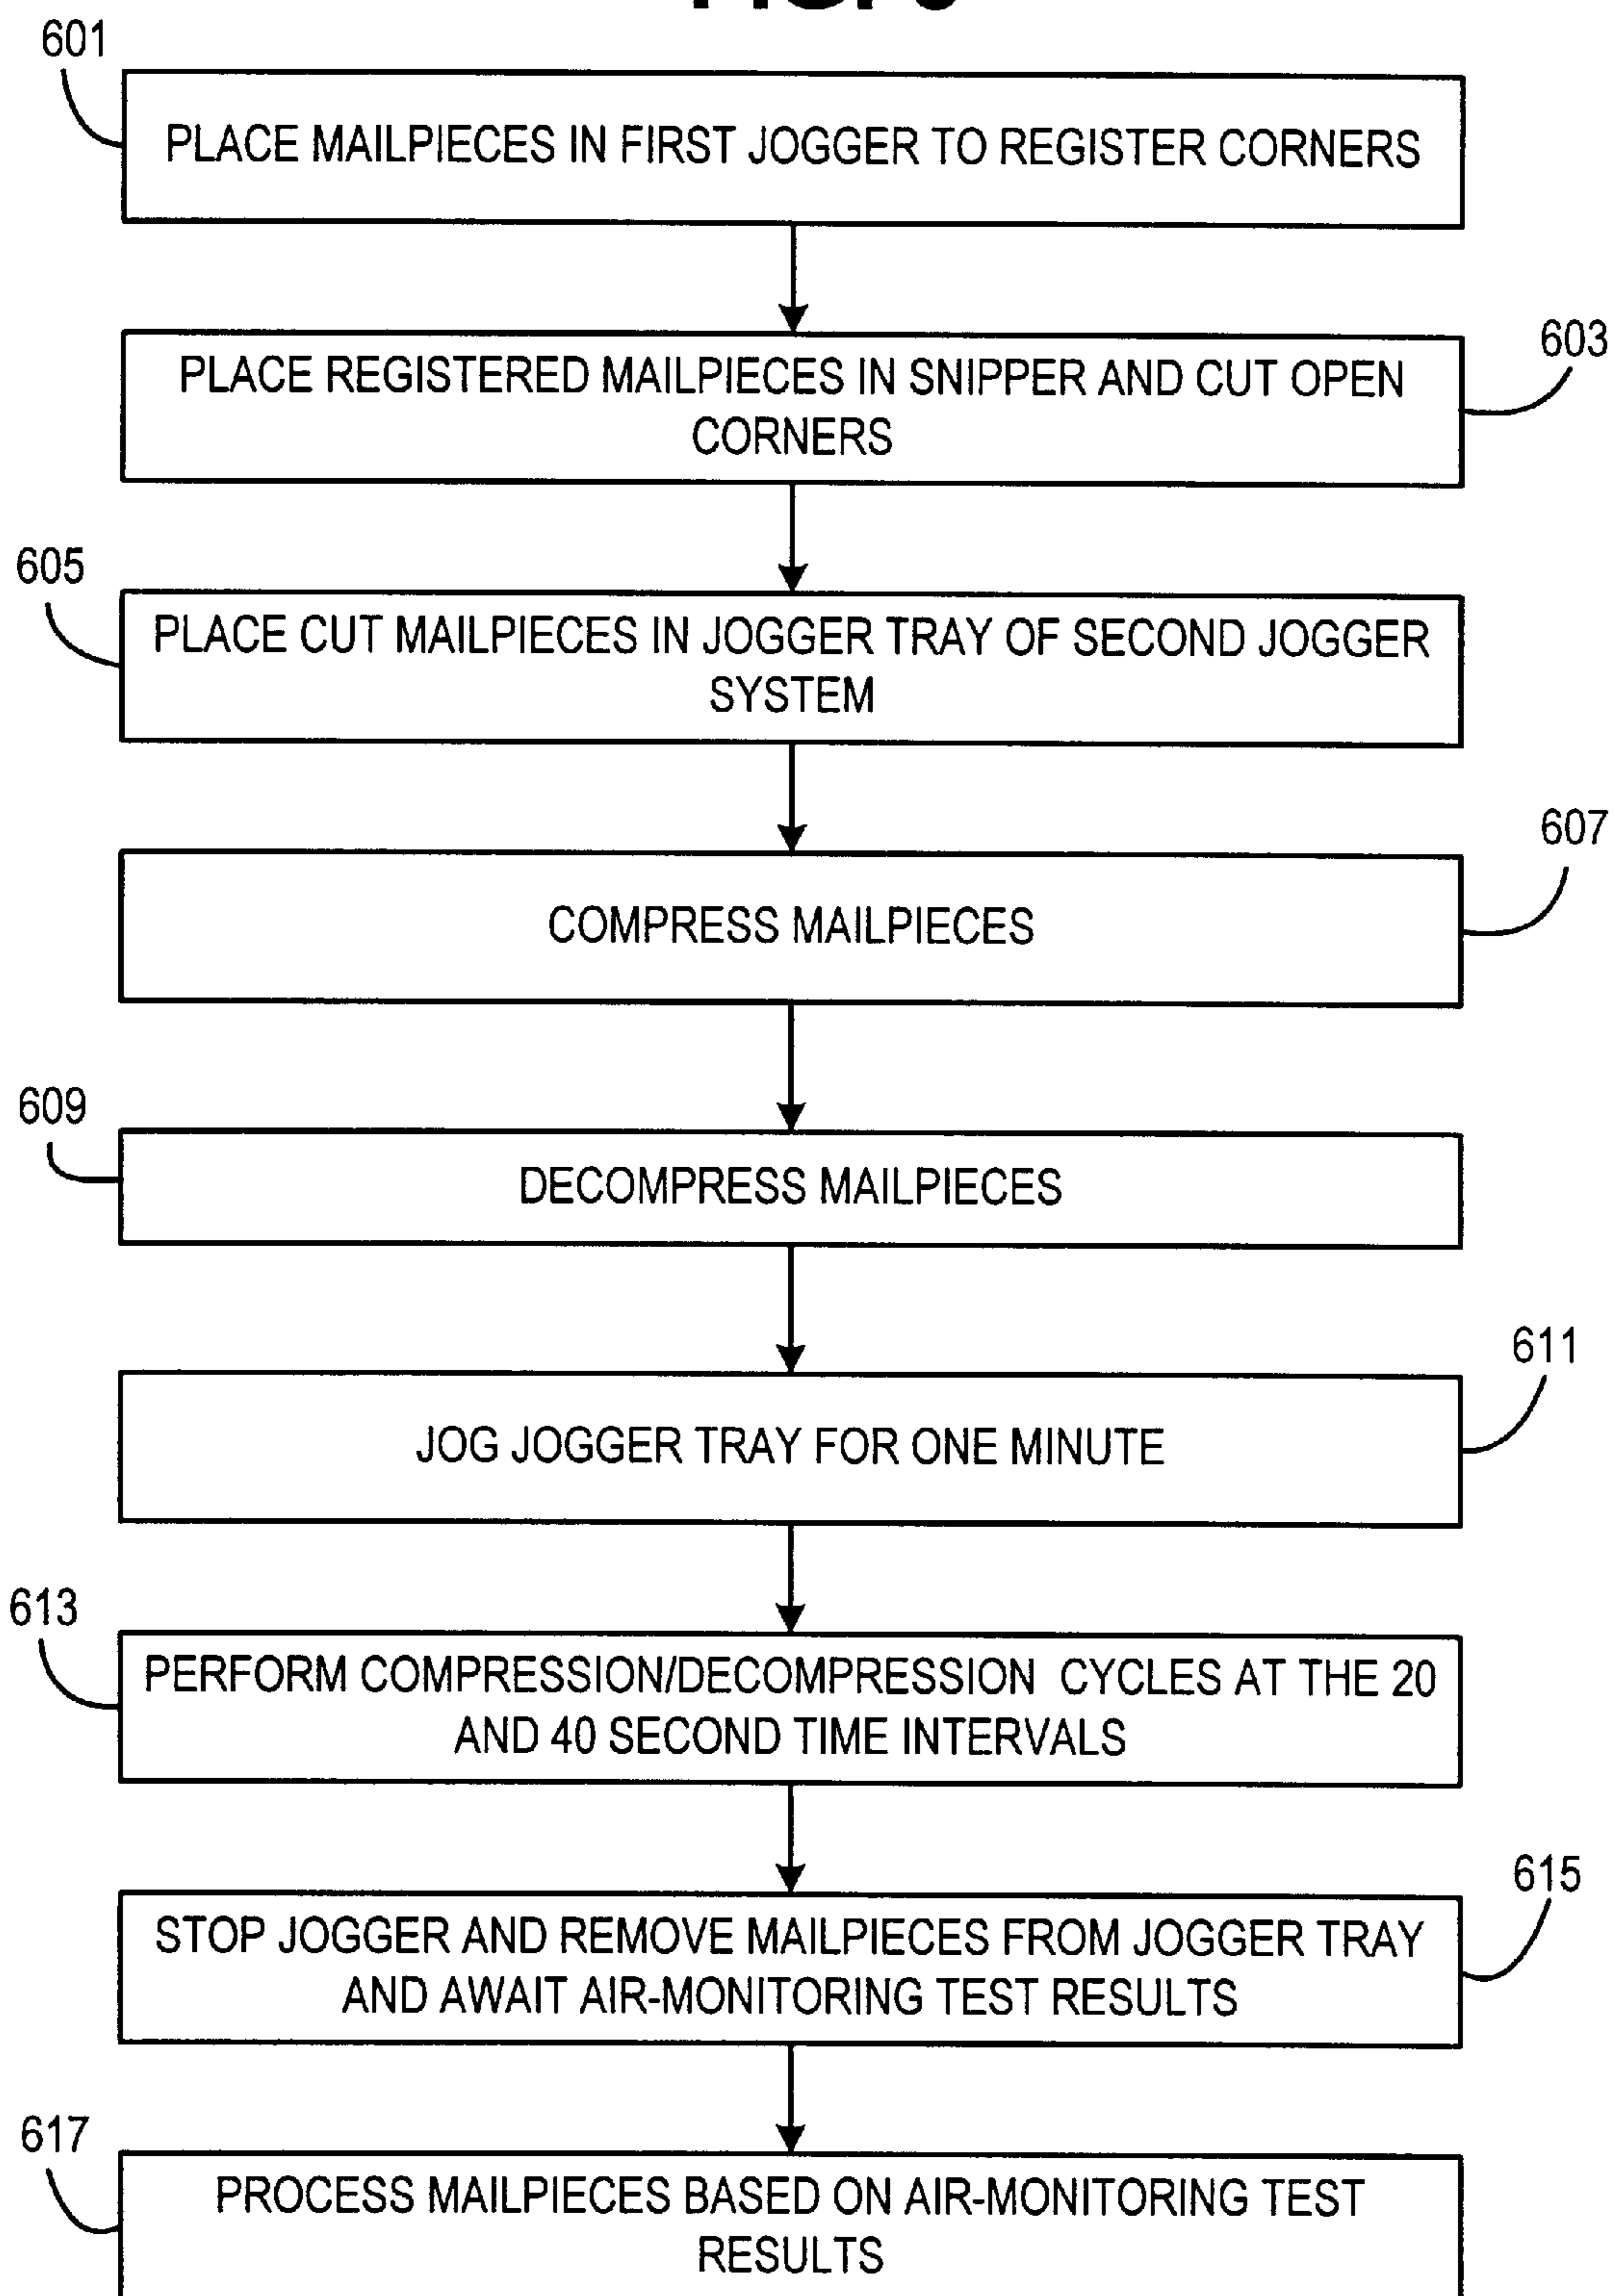 601
PLACE MAILPIECES IN FIRST JOGGER TO REGISTER CORNERS
603
PLACE REGISTERED MAILPIECES IN SNIPPER AND CUT OPEN
CORNERS
605
PLACE CUT MAILPIECES IN JOGGER TRAY OF SECOND JOGGER
SYSTEM
607
COMPRESS MAILPIECES
609
DECOMPRESS MAILPIECES
611
JOG JOGGER TRAY FOR ONE MINUTE
613
PERFORM COMPRESSION/DECOMPRESSION CYCLES AT THE 20
AND 40 SECOND TIME INTERVALS
615
STOP JOGGER AND REMOVE MAILPIECES FROM JOGGER TRAY
AND AWAIT AIR-MONITORING TEST RESULTS
617
PROCESS MAILPIECES BASED ON AIR-MONITORING TEST
RESULTS